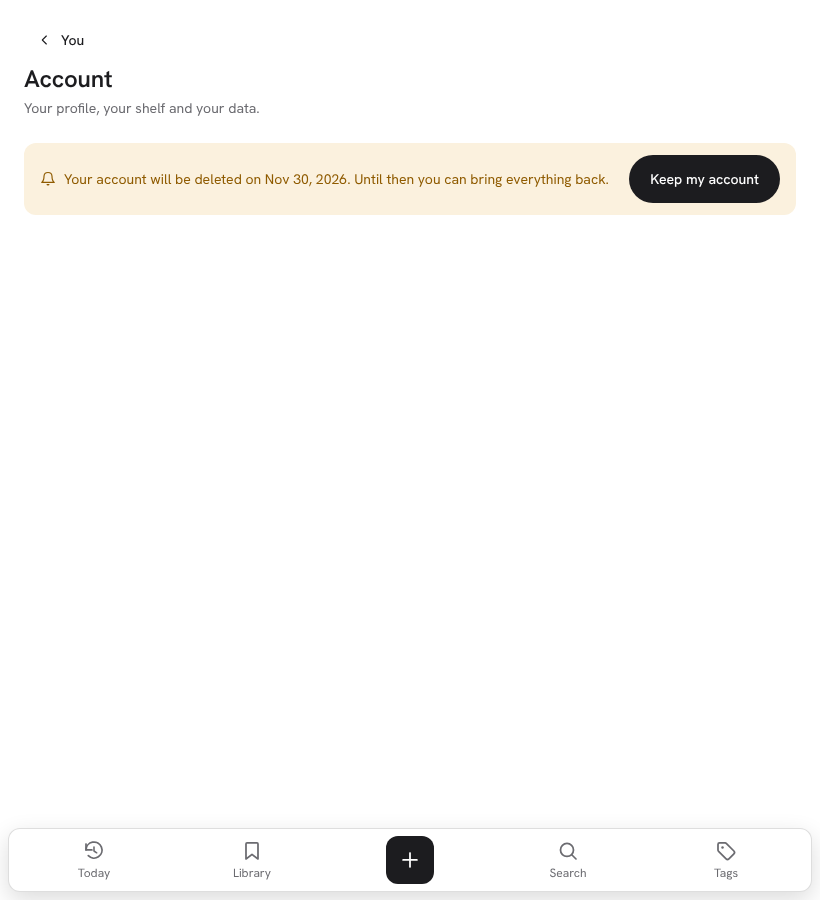 You
Account
Your profile, your shelf and your data.
Your account will be deleted on Nov 30, 2026. Until then you can bring everything back.
Keep my account
Today
Library
Search
Tags